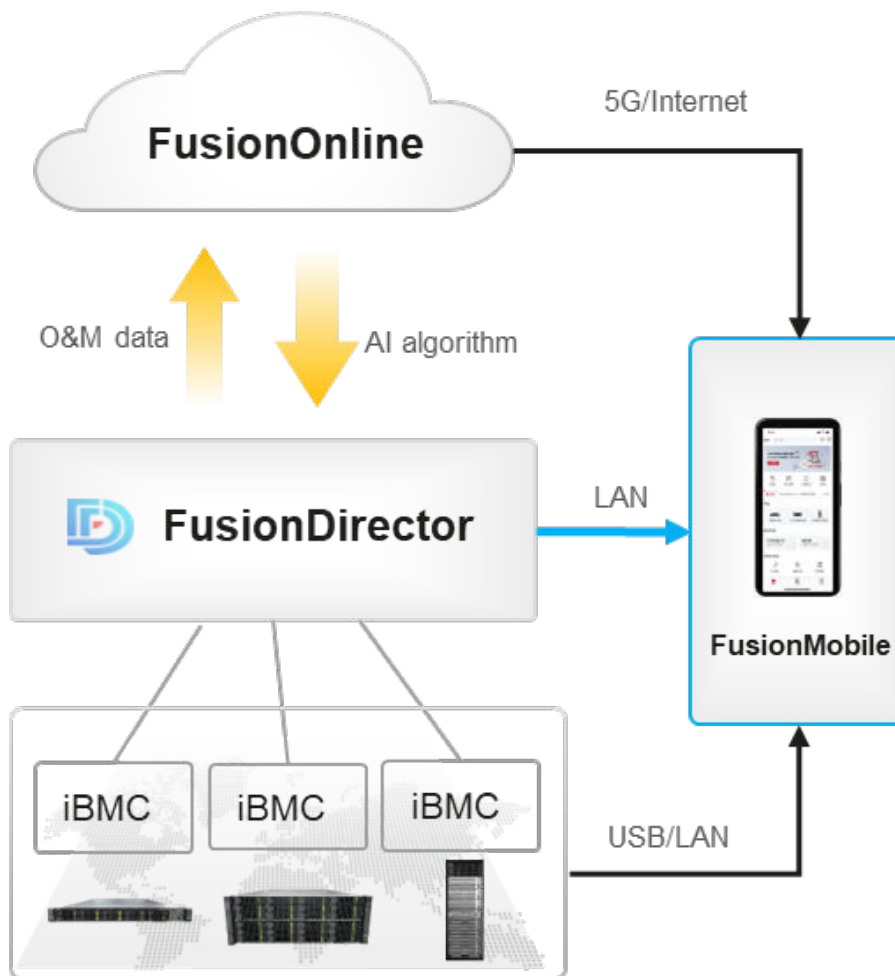 FusionOnline
5G/Internet
O&M data
AI algorithm
FusionDirector
LAN
FusionMobile
iBMC
iBMC
iBMC
USB/LAN